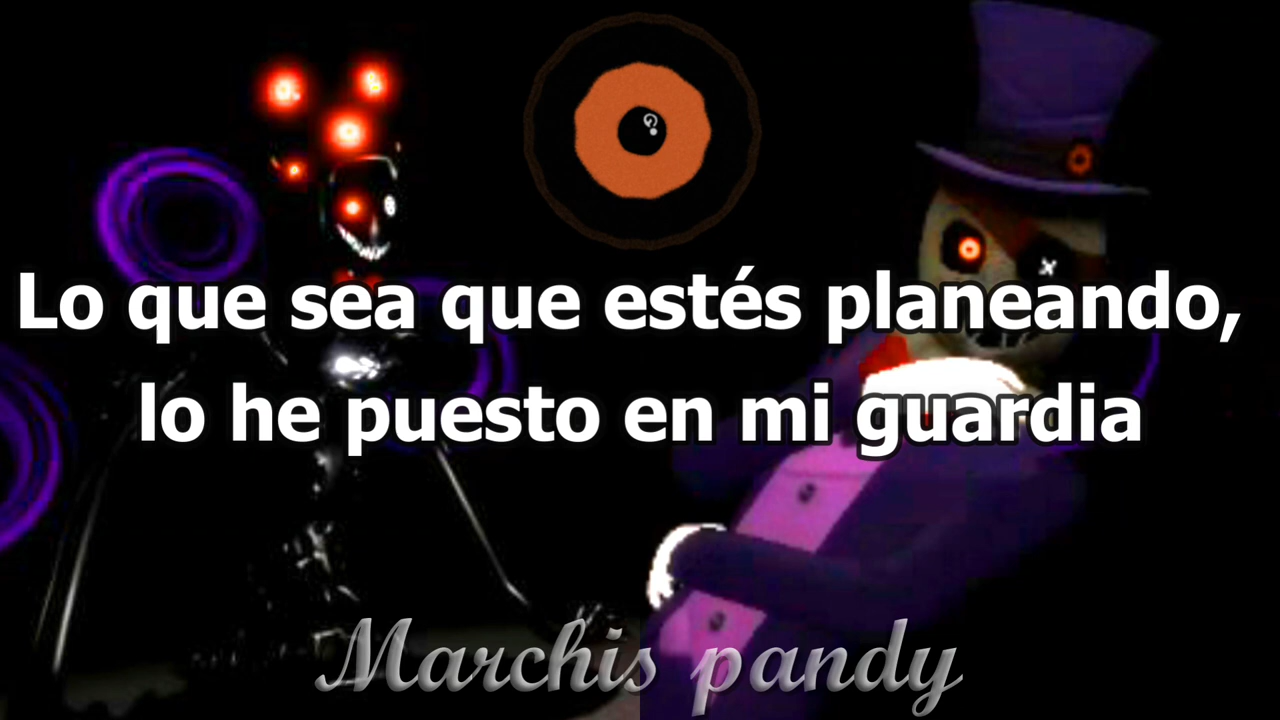 Lo que sea que estés planeando,
lo he puesto en mi guardia
Marchis pandy